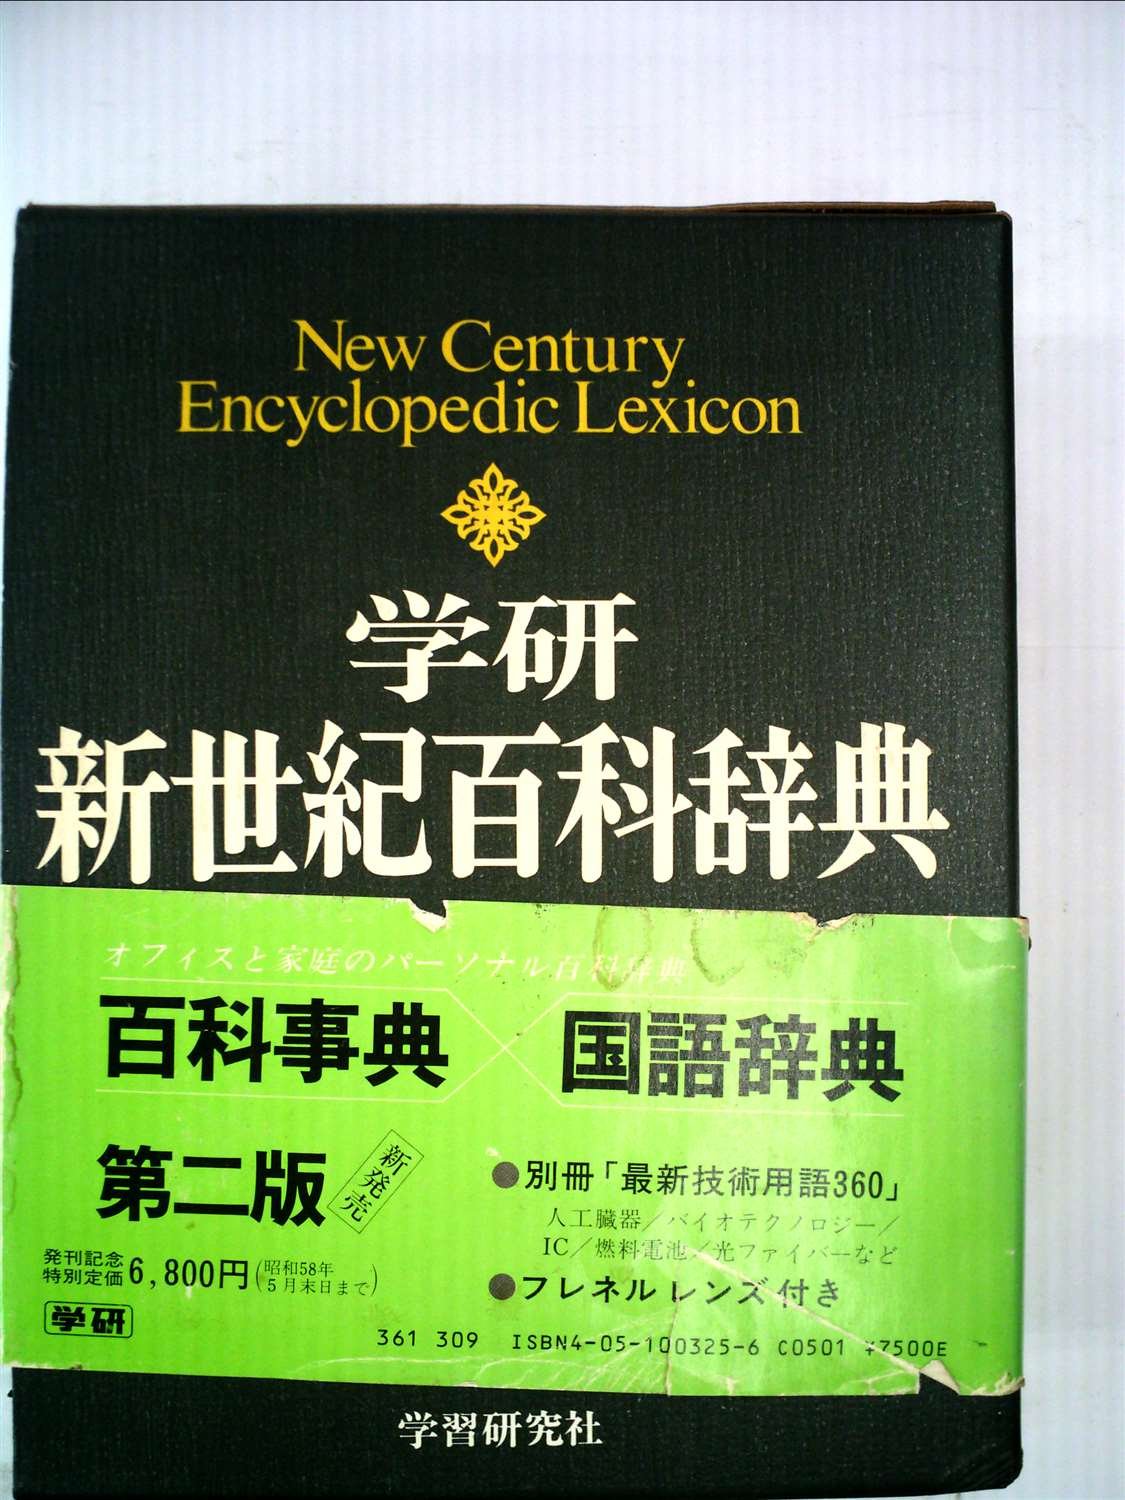 New Century
Encyclopedic Lexicon
学研
新世紀百科辞典
オフィスと家庭のパーソナル百科辞典
百科事典
国語辞典
第二版
新発売
●別冊「最新技術用語360」
人工臓器／バイオテクノロジー／
IC／燃料電池／光ファイバーなど
●フレネルレンズ付き
発刊記念
特別定価6,800円(昭和58年
5月末日まで)
学研
361 309 ISBN4-05-100325-6 C0501 ¥7500E
学習研究社